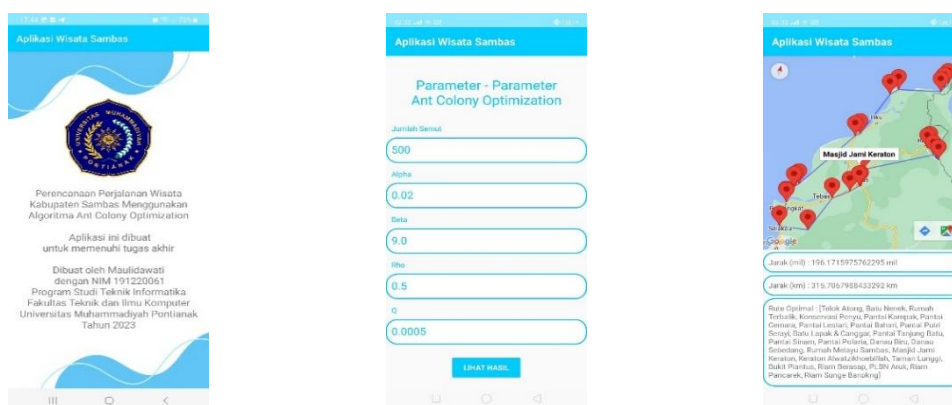 Aplikasi Wisata Sambas
UNIVERSITAS MUHAMMADIYAH
PONTIANAK
Perencanaan Perjalanan Wisata
Kabupaten Sambas Menggunakan
Algoritma Ant Colony Optimization
Aplikasi ini dibuat
untuk memenuhi tugas akhir
Dibuat oleh Maulidawati
dengan NIM 191220061
Program Studi Teknik Informatika
Fakultas Teknik dan Ilmu Komputer
Universitas Muhammadiyah Pontianak
Tahun 2023
Aplikasi Wisata Sambas
Parameter - Parameter
Ant Colony Optimization
Jumlah Semut
500
Alpha
0.02
Beta
9.0
Rho
0.5
Q
0.0005
LIHAT HASIL
Aplikasi Wisata Sambas
Masjid Jami Keraton
Google
Jarak (mil) : 196.1715975762295 mil
Jarak (km) : 315.7067988433292 km
Rute Optimal : [Telok Atong, Batu Nenek, Rumah
Terbalik, Konservasi Penyu, Pantai Kampak, Pantai
Cemara, Pantai Lestari, Pantai Bahari, Pantai Putri
Serayi, Batu Lapak & Canggar, Pantai Tanjung Batu,
Pantai Sinam, Pantai Polaria, Danau Biru, Danau
Sebedang, Rumah Melayu Sambas, Masjid Jami
Keraton, Keraton Alwatzikhoebillah, Taman Lunggi,
Bukit Piantus, Riam Berasap, PLBN Aruk, Riam
Pancarek, Riam Sunge Banokng]